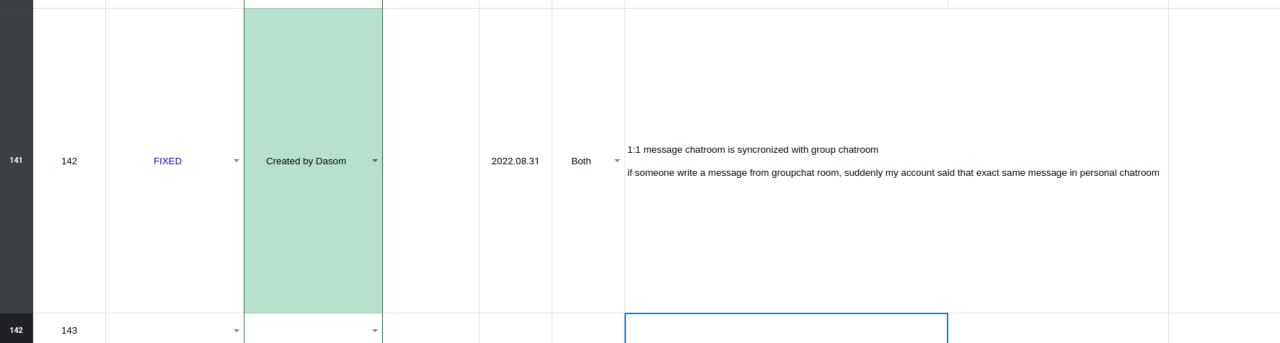 141
142
FIXED
Created by Dasom
2022.08.31
Both
1:1 message chatroom is syncronized with group chatroom
if someone write a message from groupchat room, suddenly my account said that exact same message in personal chatroom
142
143